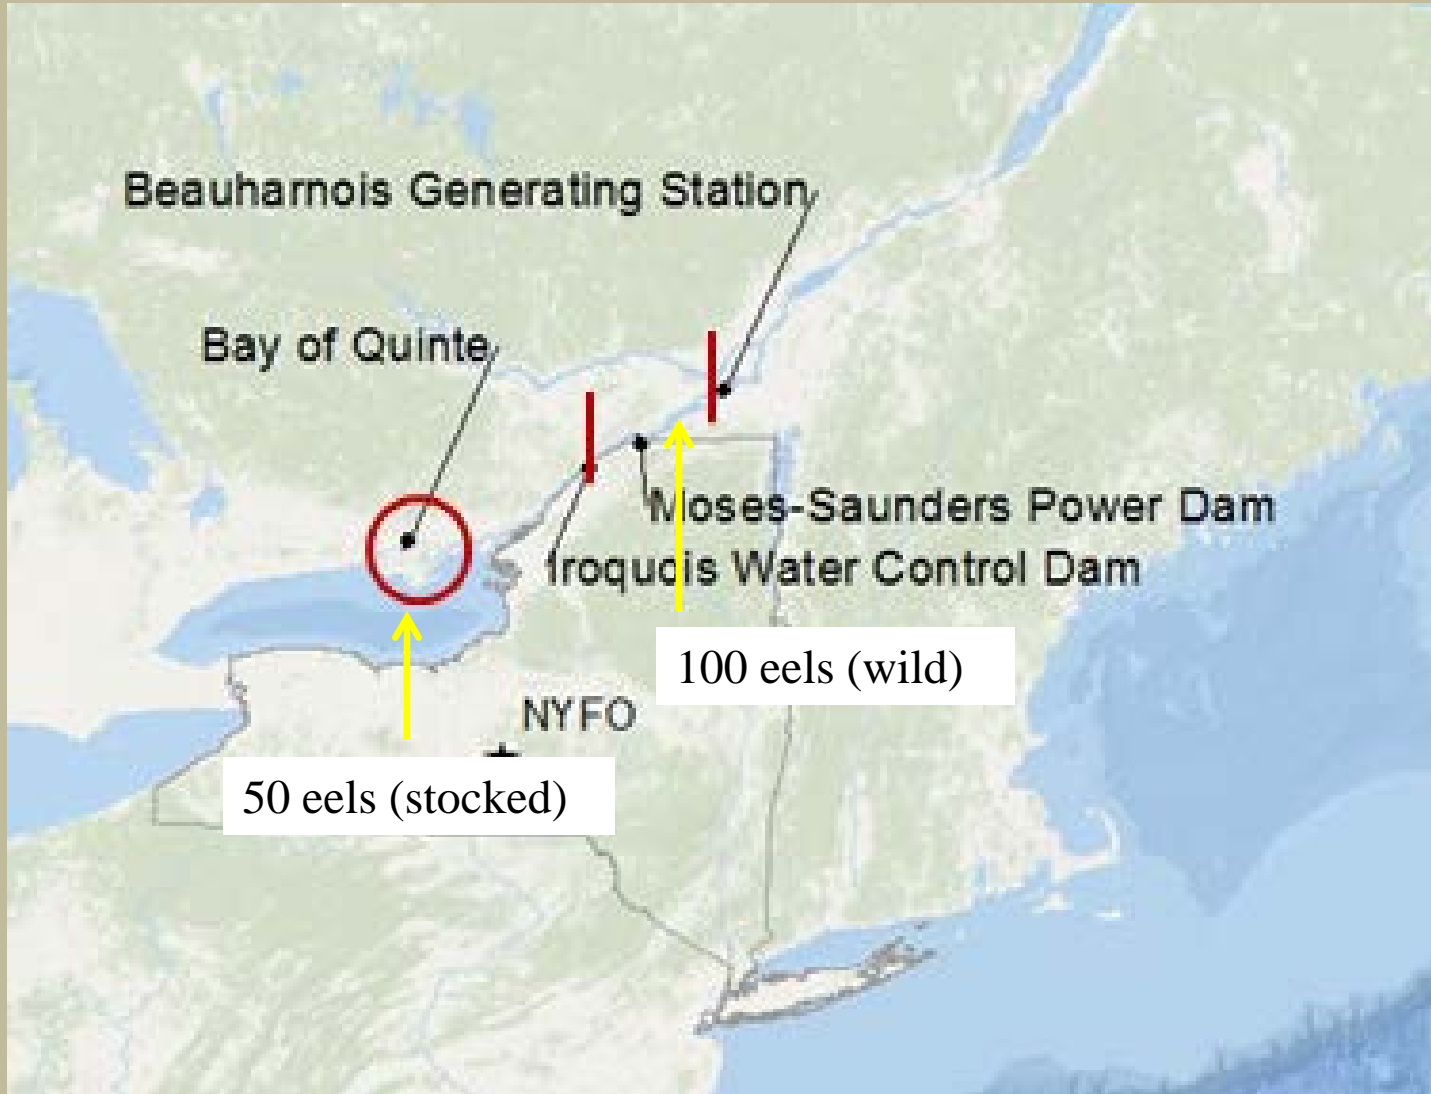 Beauharnois Generating Station
Bay of Quinte
Moses-Saunders Power Dam
Iroquois Water Control Dam
100 eels (wild)
NYFO
50 eels (stocked)